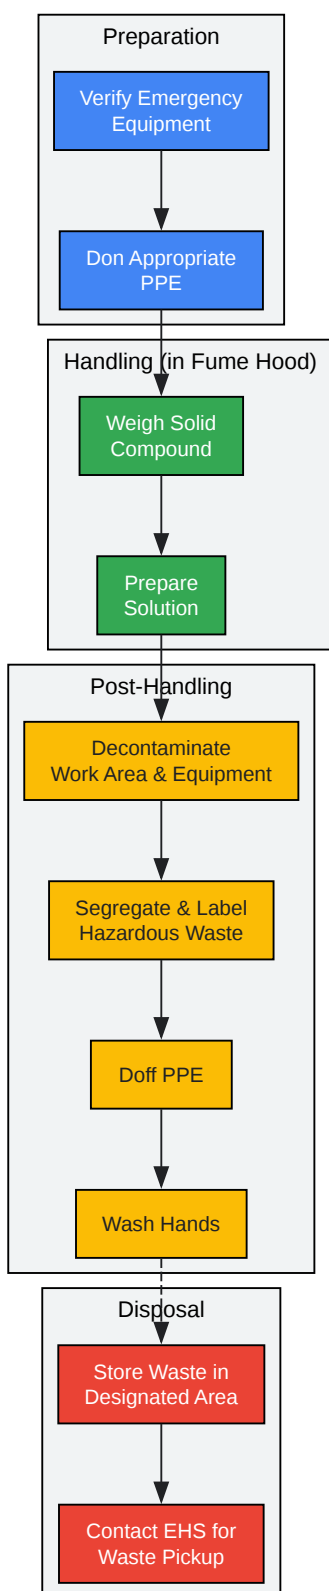 Preparation
Verify Emergency
Equipment
Don Appropriate
PPE
Handling (in Fume Hood)
Weigh Solid
Compound
Prepare
Solution
Post-Handling
Decontaminate
Work Area & Equipment
Segregate & Label
Hazardous Waste
Doff PPE
Wash Hands
Disposal
Store Waste in
Designated Area
Contact EHS for
Waste Pickup